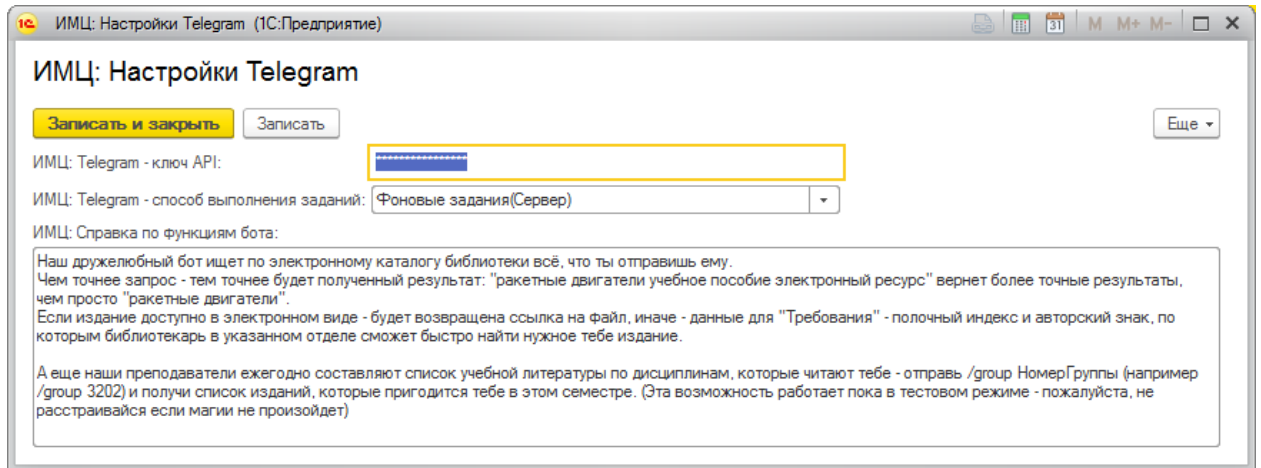 1С ИМЦ: Настройки Telegram (1С:Предприятие) 31 M M+ M-
ИМЦ: Настройки Telegram
Записать и закрыть Записать Еще
ИМЦ: Telegram - ключ API: ****************
ИМЦ: Telegram - способ выполнения заданий: Фоновые задания(Сервер)
ИМЦ: Справка по функциям бота:
Наш дружелюбный бот ищет по электронному каталогу библиотеки всё, что ты отправишь ему.
Чем точнее запрос - тем точнее будет полученный результат: "ракетные двигатели учебное пособие электронный ресурс" вернет более точные результаты,
чем просто "ракетные двигатели".
Если издание доступно в электронном виде - будет возвращена ссылка на файл, иначе - данные для "Требования" - полочный индекс и авторский знак, по
которым библиотекарь в указанном отделе сможет быстро найти нужное тебе издание.
А еще наши преподаватели ежегодно составляют список учебной литературы по дисциплинам, которые читают тебе - отправь /group НомерГруппы (например
/group 3202) и получи список изданий, которые пригодится тебе в этом семестре. (Эта возможность работает пока в тестовом режиме - пожалуйста, не
расстраивайся если магии не произойдет)